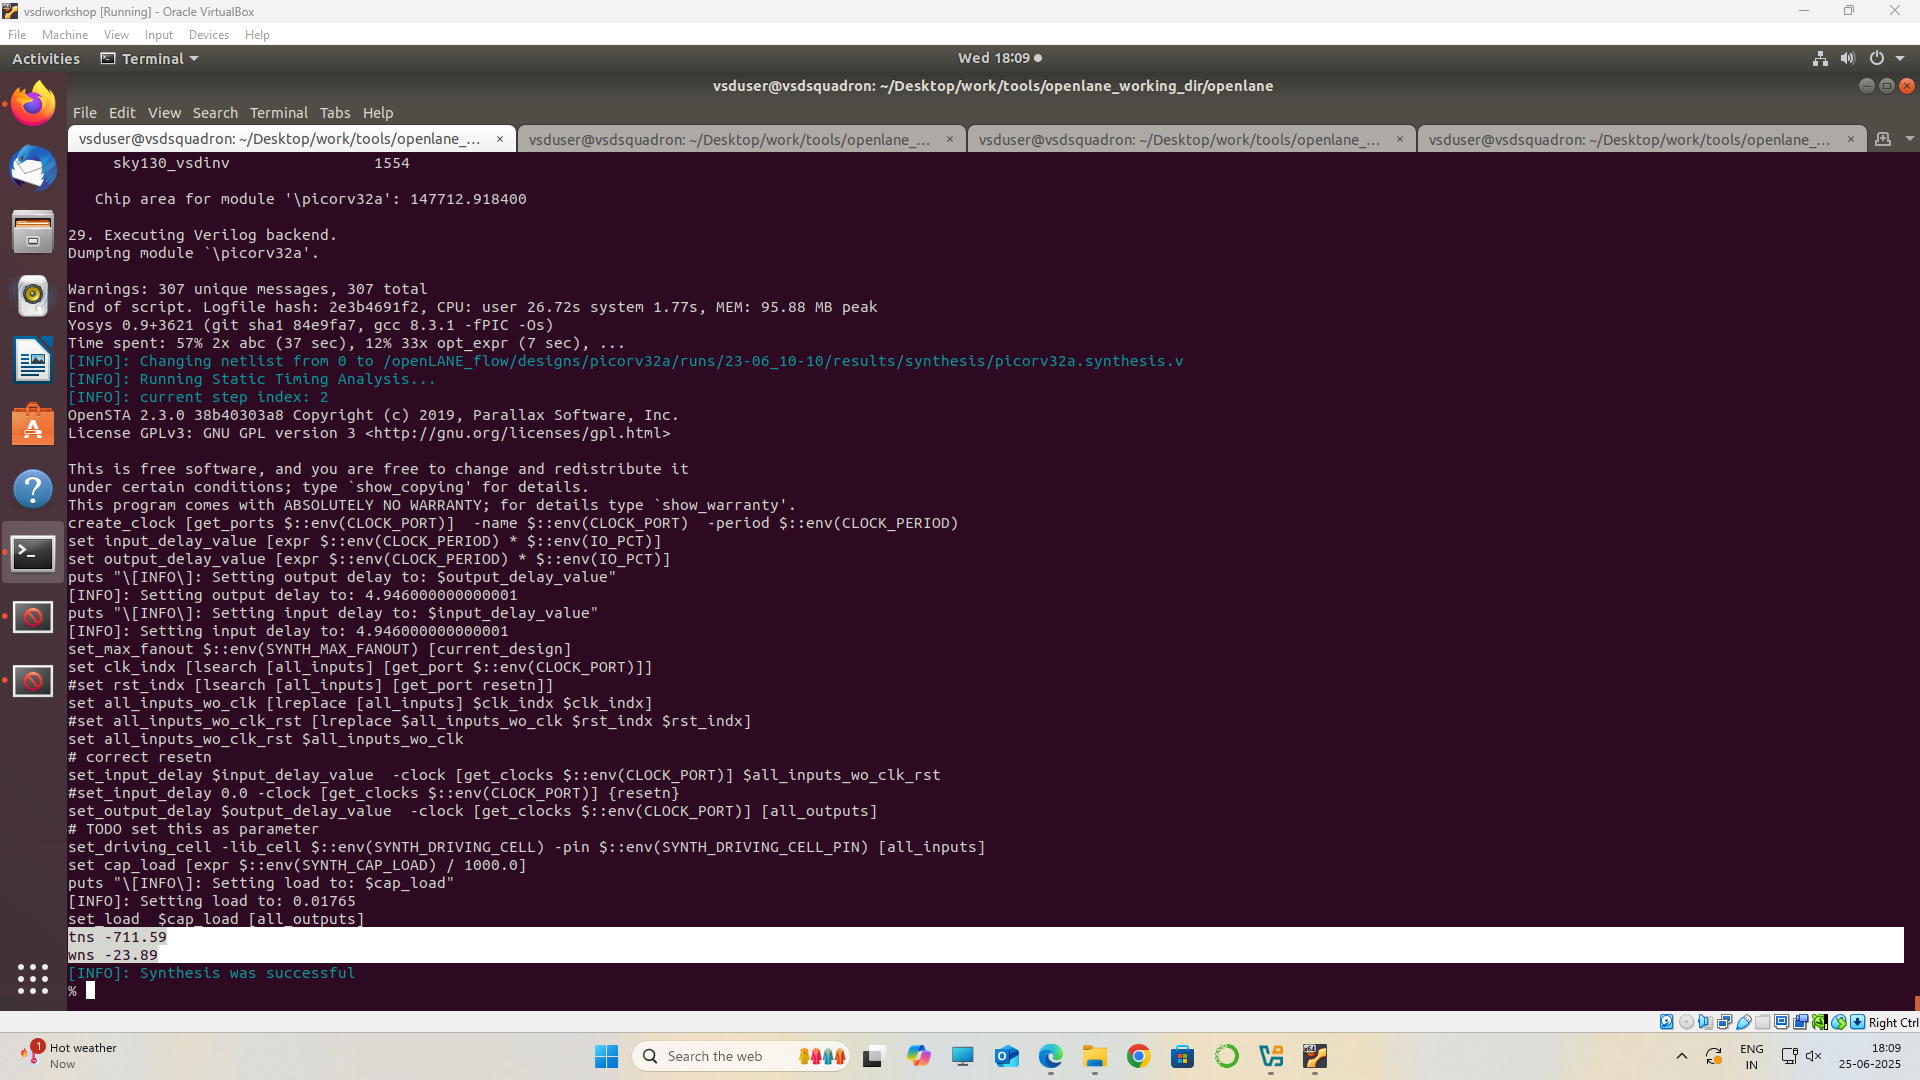 vsdiworkshop [Running] - Oracle VirtualBox
File Machine View Input Devices Help
Activities Terminal Wed 18:09
vsduser@vsdsquadron: ~/Desktop/work/tools/openlane_working_dir/openlane
File Edit View Search Terminal Tabs Help
vsduser@vsdsquadron: ~/Desktop/work/tools/openlane_... × vsduser@vsdsquadron: ~/Desktop/work/tools/openlane_... × vsduser@vsdsquadron: ~/Desktop/work/tools/openlane_... × vsduser@vsdsquadron: ~/Desktop/work/tools/openlane_... ×
sky130_vsdinv 1554
Chip area for module '\picorv32a': 147712.918400
29. Executing Verilog backend.
Dumping module `\picorv32a'.
Warnings: 307 unique messages, 307 total
End of script. Logfile hash: 2e3b4691f2, CPU: user 26.72s system 1.77s, MEM: 95.88 MB peak
Yosys 0.9+3621 (git sha1 84e9fa7, gcc 8.3.1 -fPIC -Os)
Time spent: 57% 2x abc (37 sec), 12% 33x opt_expr (7 sec), ...
[INFO]: Changing netlist from 0 to /openLANE_flow/designs/picorv32a/runs/23-06_10-10/results/synthesis/picorv32a.synthesis.v
[INFO]: Running Static Timing Analysis...
[INFO]: current step index: 2
OpenSTA 2.3.0 38b40303a8 Copyright (c) 2019, Parallax Software, Inc.
License GPLv3: GNU GPL version 3 <http://gnu.org/licenses/gpl.html>
This is free software, and you are free to change and redistribute it
under certain conditions; type `show_copying' for details.
This program comes with ABSOLUTELY NO WARRANTY; for details type `show_warranty'.
create_clock [get_ports $::env(CLOCK_PORT)]  -name $::env(CLOCK_PORT)  -period $::env(CLOCK_PERIOD)
set input_delay_value [expr $::env(CLOCK_PERIOD) * $::env(IO_PCT)]
set output_delay_value [expr $::env(CLOCK_PERIOD) * $::env(IO_PCT)]
puts "\[INFO\]: Setting output delay to: $output_delay_value"
[INFO]: Setting output delay to: 4.946000000000001
puts "\[INFO\]: Setting input delay to: $input_delay_value"
[INFO]: Setting input delay to: 4.946000000000001
set_max_fanout $::env(SYNTH_MAX_FANOUT) [current_design]
set clk_indx [lsearch [all_inputs] [get_port $::env(CLOCK_PORT)]]
#set rst_indx [lsearch [all_inputs] [get_port resetn]]
set all_inputs_wo_clk [lreplace [all_inputs] $clk_indx $clk_indx]
#set all_inputs_wo_clk_rst [lreplace $all_inputs_wo_clk $rst_indx $rst_indx]
set all_inputs_wo_clk_rst $all_inputs_wo_clk
# correct resetn
set_input_delay $input_delay_value  -clock [get_clocks $::env(CLOCK_PORT)] $all_inputs_wo_clk_rst
#set_input_delay 0.0 -clock [get_clocks $::env(CLOCK_PORT)] {resetn}
set_output_delay $output_delay_value  -clock [get_clocks $::env(CLOCK_PORT)] [all_outputs]
# TODO set this as parameter
set_driving_cell -lib_cell $::env(SYNTH_DRIVING_CELL) -pin $::env(SYNTH_DRIVING_CELL_PIN) [all_inputs]
set cap_load [expr $::env(SYNTH_CAP_LOAD) / 1000.0]
puts "\[INFO\]: Setting load to: $cap_load"
[INFO]: Setting load to: 0.01765
set_load  $cap_load [all_outputs]
tns -711.59
wns -23.89
[INFO]: Synthesis was successful
%
Right Ctrl
1 Hot weather
Now
Search the web
ENG
IN
18:09
25-06-2025